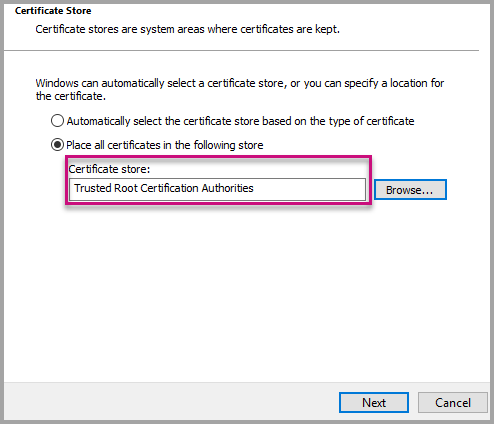 Certificate Store
Certificate stores are system areas where certificates are kept.
Windows can automatically select a certificate store, or you can specify a location for
the certificate.
Automatically select the certificate store based on the type of certificate
Place all certificates in the following store
Certificate store:
Trusted Root Certification Authorities
Browse...
Next
Cancel